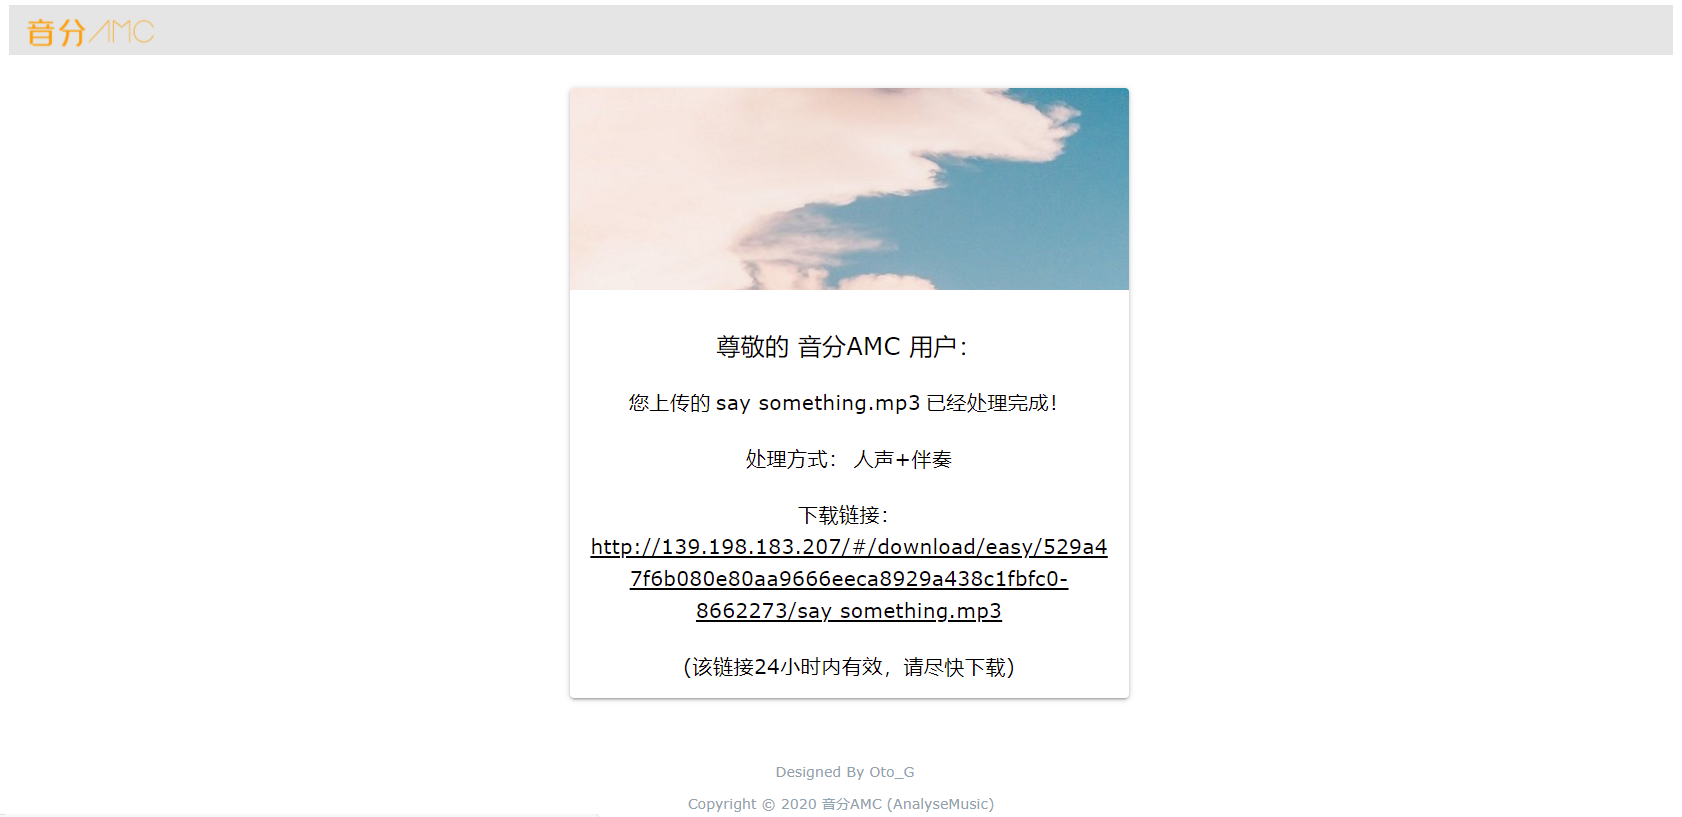 音分AMC
尊敬的 音分AMC 用户：
您上传的 say something.mp3 已经处理完成！
处理方式： 人声+伴奏
下载链接：
http://139.198.183.207/#/download/easy/529a4
7f6b080e80aa9666eeca8929a438c1fbfc0-
8662273/say something.mp3
（该链接24小时内有效，请尽快下载）
Designed By Oto_G
Copyright © 2020 音分AMC (AnalyseMusic)